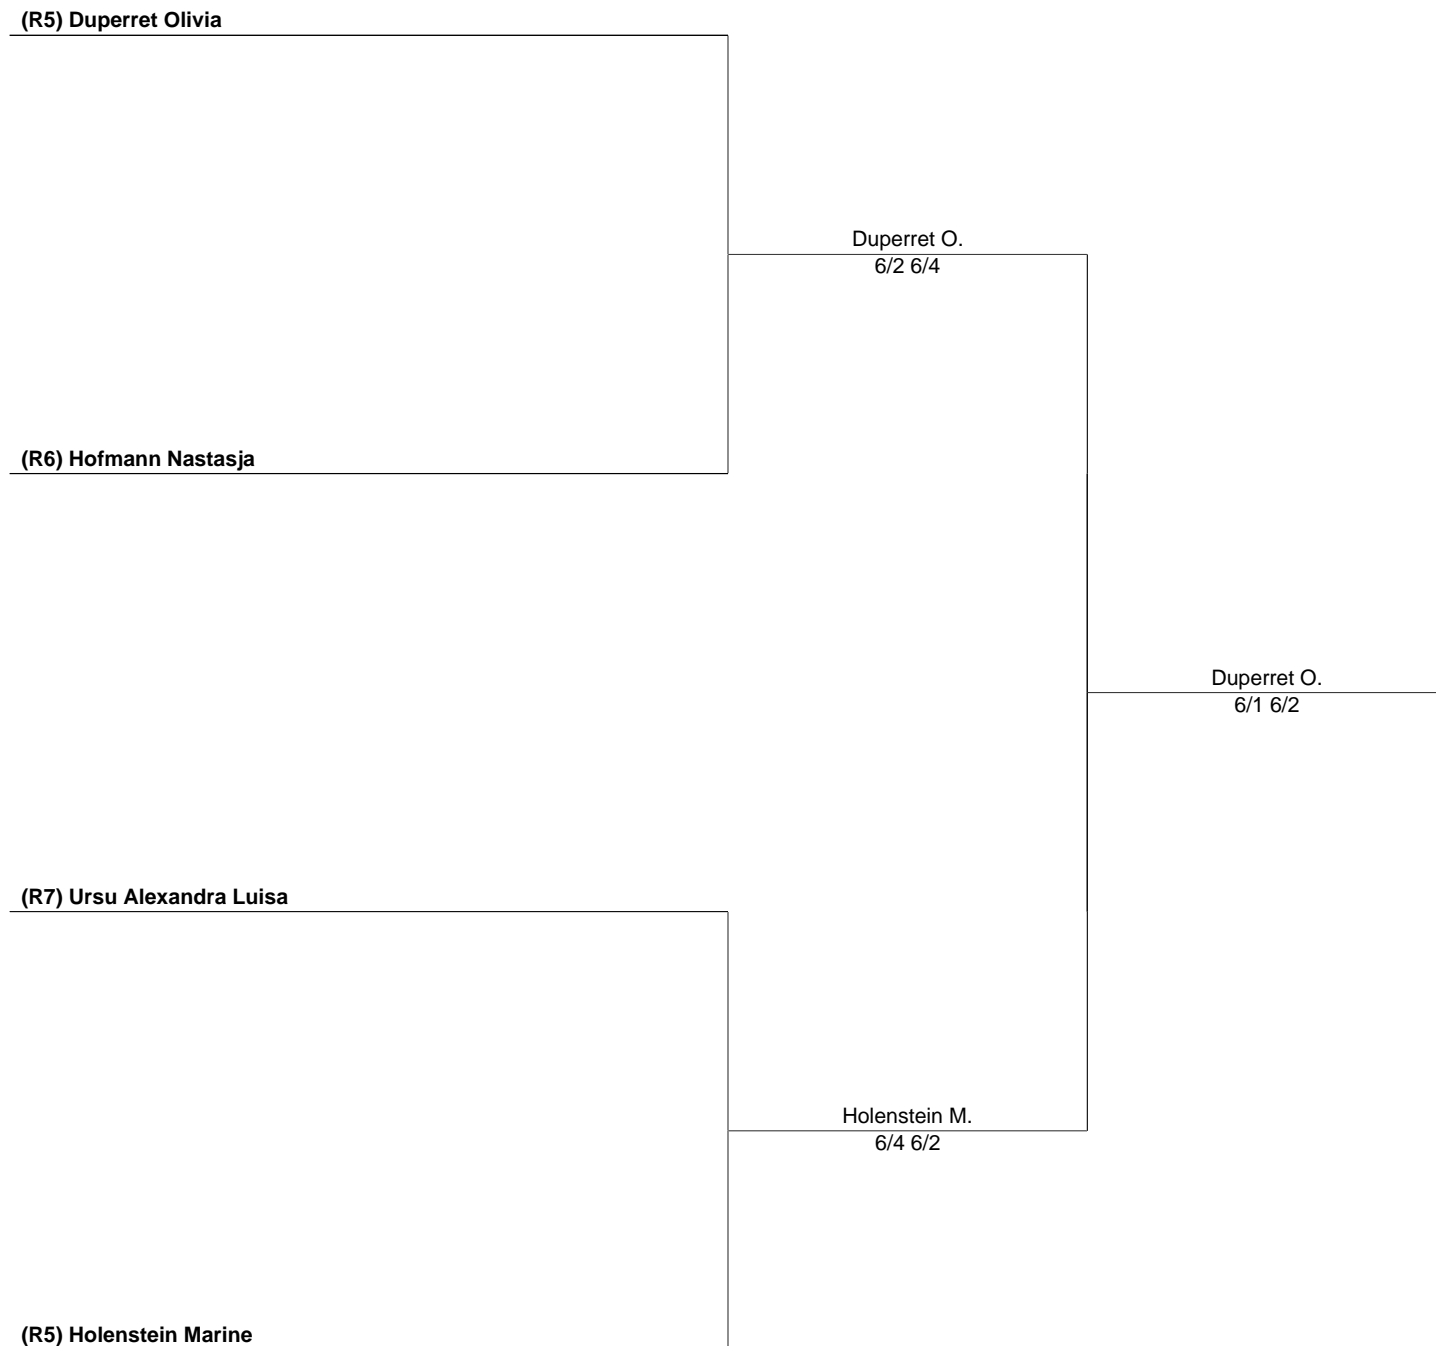 (R5) Duperret Olivia
Duperret O.
6/2 6/4
(R6) Hofmann Nastasja
Duperret O.
6/1 6/2
(R7) Ursu Alexandra Luisa
Holenstein M.
6/4 6/2
(R5) Holenstein Marine